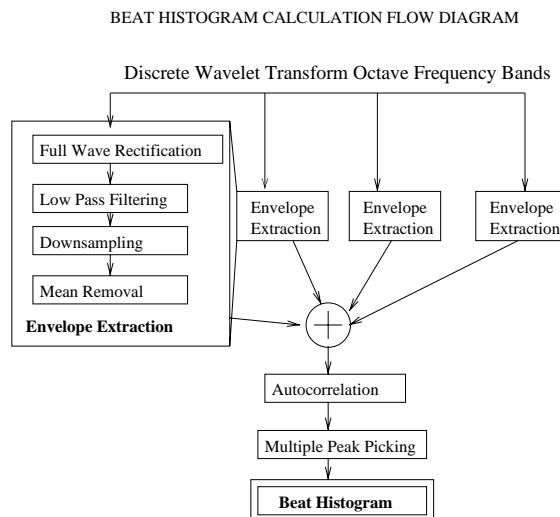 BEAT HISTOGRAM CALCULATION FLOW DIAGRAM
Discrete Wavelet Transform Octave Frequency Bands
Full Wave Rectification
Low Pass Filtering
Downsampling
Mean Removal
Envelope Extraction
Envelope
Extraction
Envelope
Extraction
Envelope
Extraction
Autocorrelation
Multiple Peak Picking
Beat Histogram